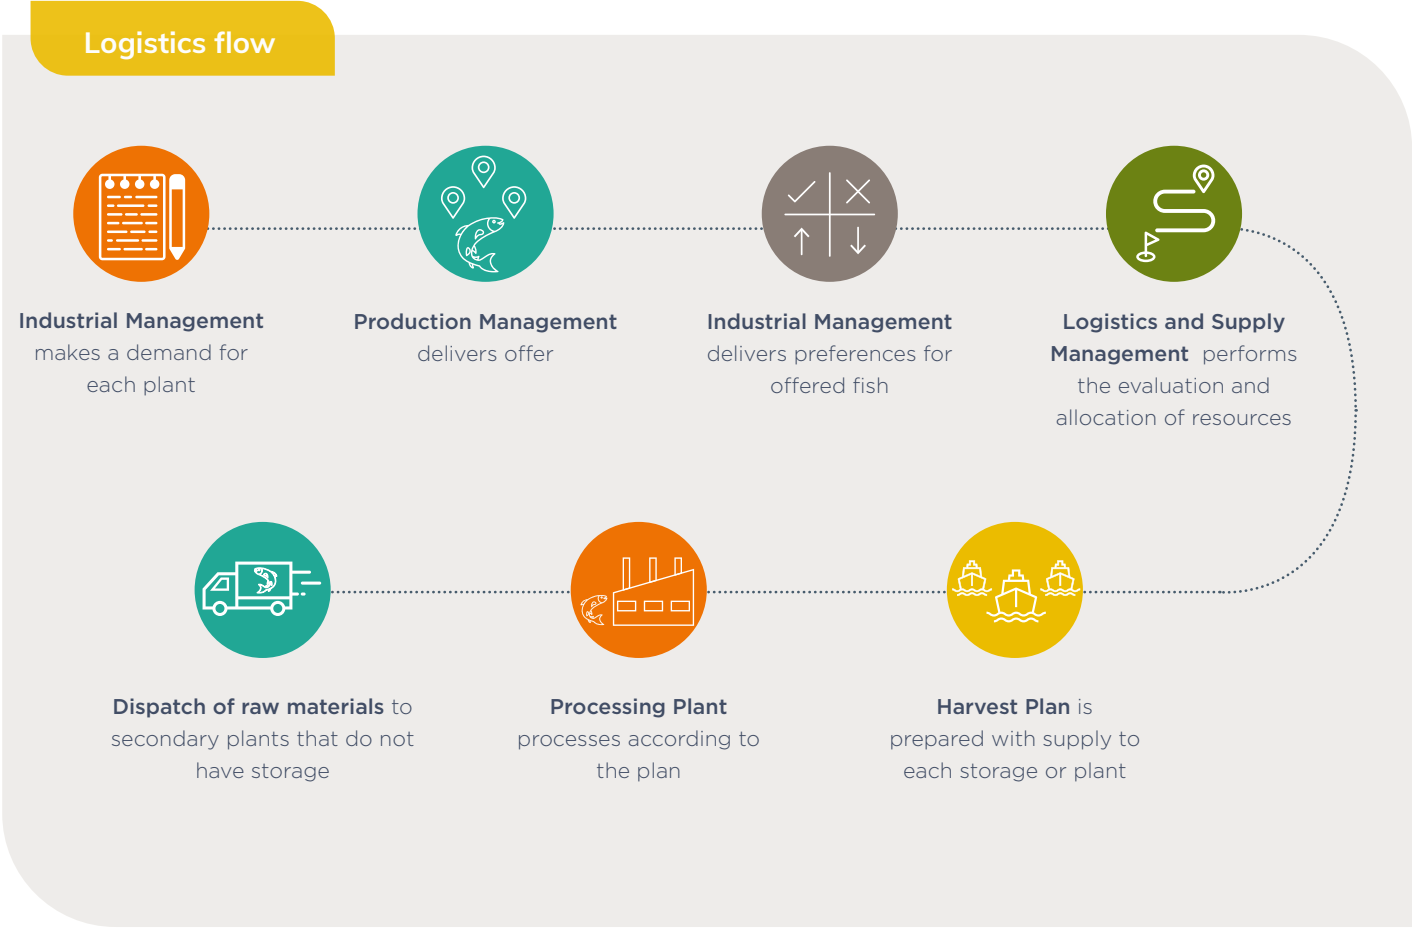 Logistics flow
Industrial Management
makes a demand for
each plant
Production Management
delivers offer
Industrial Management
delivers preferences for
offered fish
Logistics and Supply
Management performs
the evaluation and
allocation of resources
Dispatch of raw materials to
secondary plants that do not
have storage
Processing Plant
processes according to
the plan
Harvest Plan is
prepared with supply to
each storage or plant